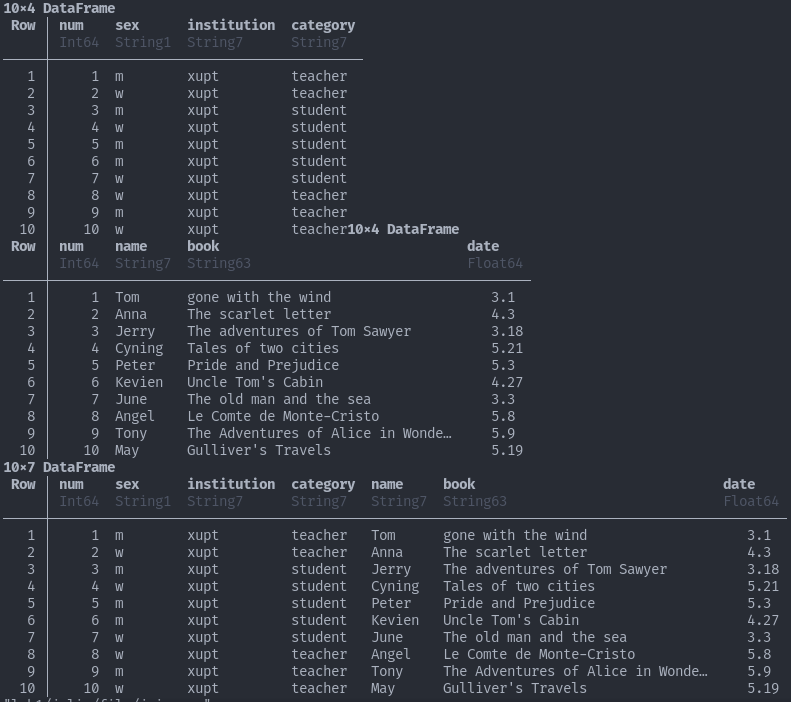 10×4 DataFrame
Row num sex institution category
Int64 String1 String7 String7
1 1 m xupt teacher
2 2 w xupt teacher
3 3 m xupt student
4 4 w xupt student
5 5 m xupt student
6 6 m xupt student
7 7 w xupt student
8 8 w xupt teacher
9 9 m xupt teacher
10 10 w xupt teacher10×4 DataFrame
Row num name book date
Int64 String7 String63 Float64
1 1 Tom gone with the wind 3.1
2 2 Anna The scarlet letter 4.3
3 3 Jerry The adventures of Tom Sawyer 3.18
4 4 Cyning Tales of two cities 5.21
5 5 Peter Pride and Prejudice 5.3
6 6 Kevien Uncle Tom's Cabin 4.27
7 7 June The old man and the sea 3.3
8 8 Angel Le Comte de Monte-Cristo 5.8
9 9 Tony The Adventures of Alice in Wonde… 5.9
10 10 May Gulliver's Travels 5.19
10×7 DataFrame
Row num sex institution category name book date
Int64 String1 String7 String7 String7 String63 Float64
1 1 m xupt teacher Tom gone with the wind 3.1
2 2 w xupt teacher Anna The scarlet letter 4.3
3 3 m xupt student Jerry The adventures of Tom Sawyer 3.18
4 4 w xupt student Cyning Tales of two cities 5.21
5 5 m xupt student Peter Pride and Prejudice 5.3
6 6 m xupt student Kevien Uncle Tom's Cabin 4.27
7 7 w xupt student June The old man and the sea 3.3
8 8 w xupt teacher Angel Le Comte de Monte-Cristo 5.8
9 9 m xupt teacher Tony The Adventures of Alice in Wonde… 5.9
10 10 w xupt teacher May Gulliver's Travels 5.19